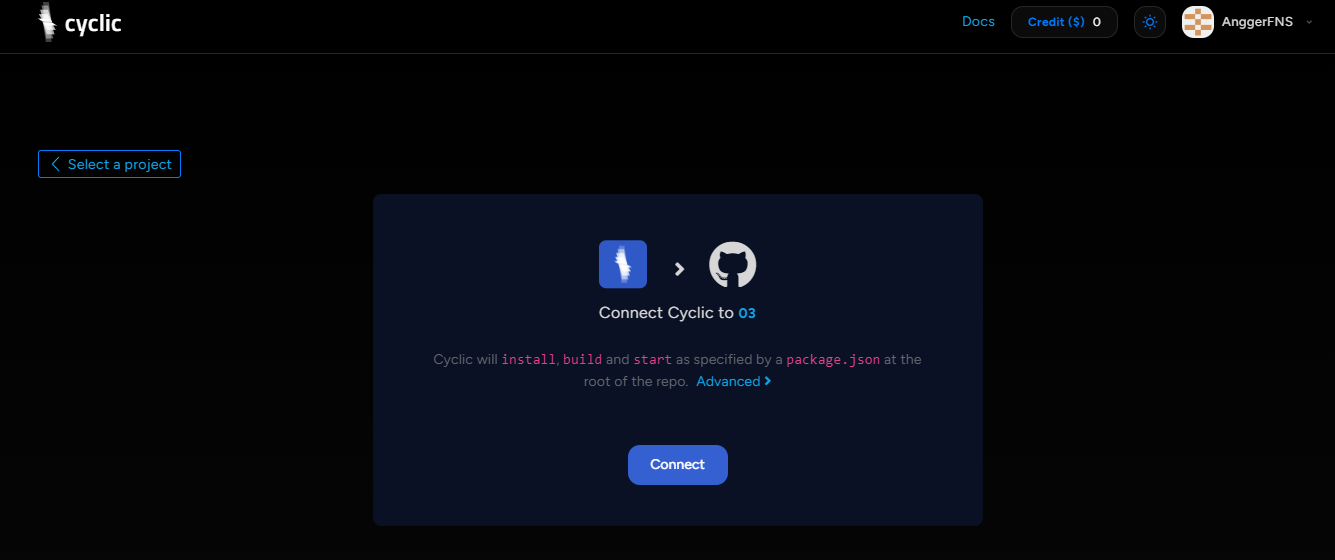 cyclic
Docs
Credit ($) 0
AnggerFNS
Select a project
Connect Cyclic to 03
Cyclic will install, build and start as specified by a package.json at the
root of the repo. Advanced
Connect